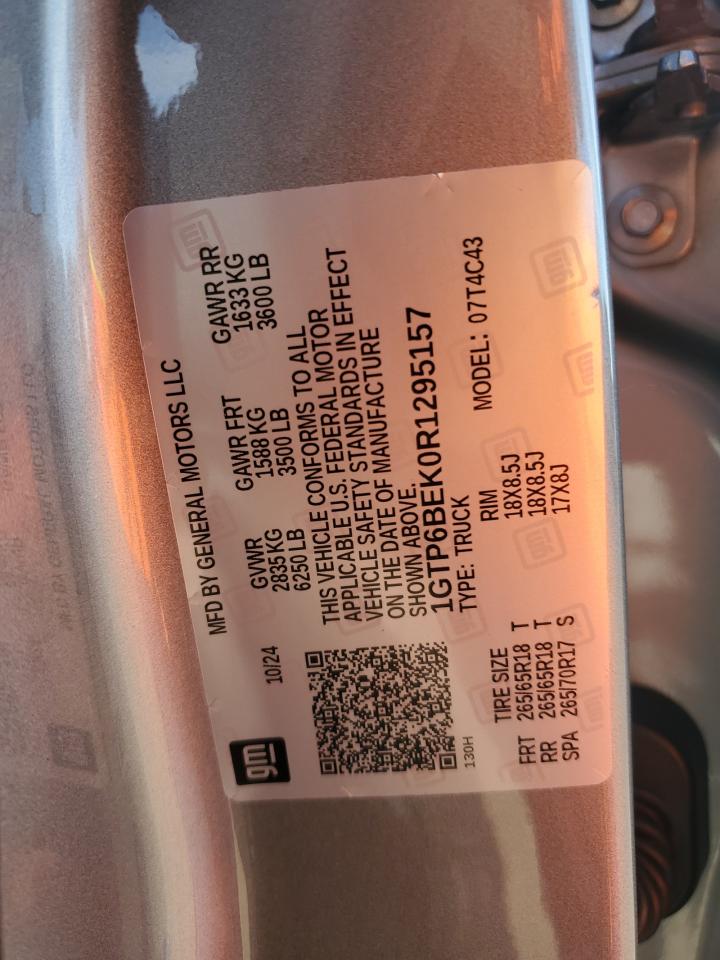 gm
10/24
MFD BY GENERAL MOTORS LLC
GVWR GAWR FRT GAWR RR
2835 KG 1588 KG 1633 KG
6250 LB 3500 LB 3600 LB
THIS VEHICLE CONFORMS TO ALL
APPLICABLE U.S. FEDERAL MOTOR
VEHICLE SAFETY STANDARDS IN EFFECT
ON THE DATE OF MANUFACTURE
SHOWN ABOVE.
1GTP6BEK0R1295157
TYPE: TRUCK MODEL: 07T4C43
130H
TIRE SIZE RIM
FRT 265/65R18 T 18X8.5J
RR 265/65R18 T 18X8.5J
SPA 265/70R17 S 17X8J